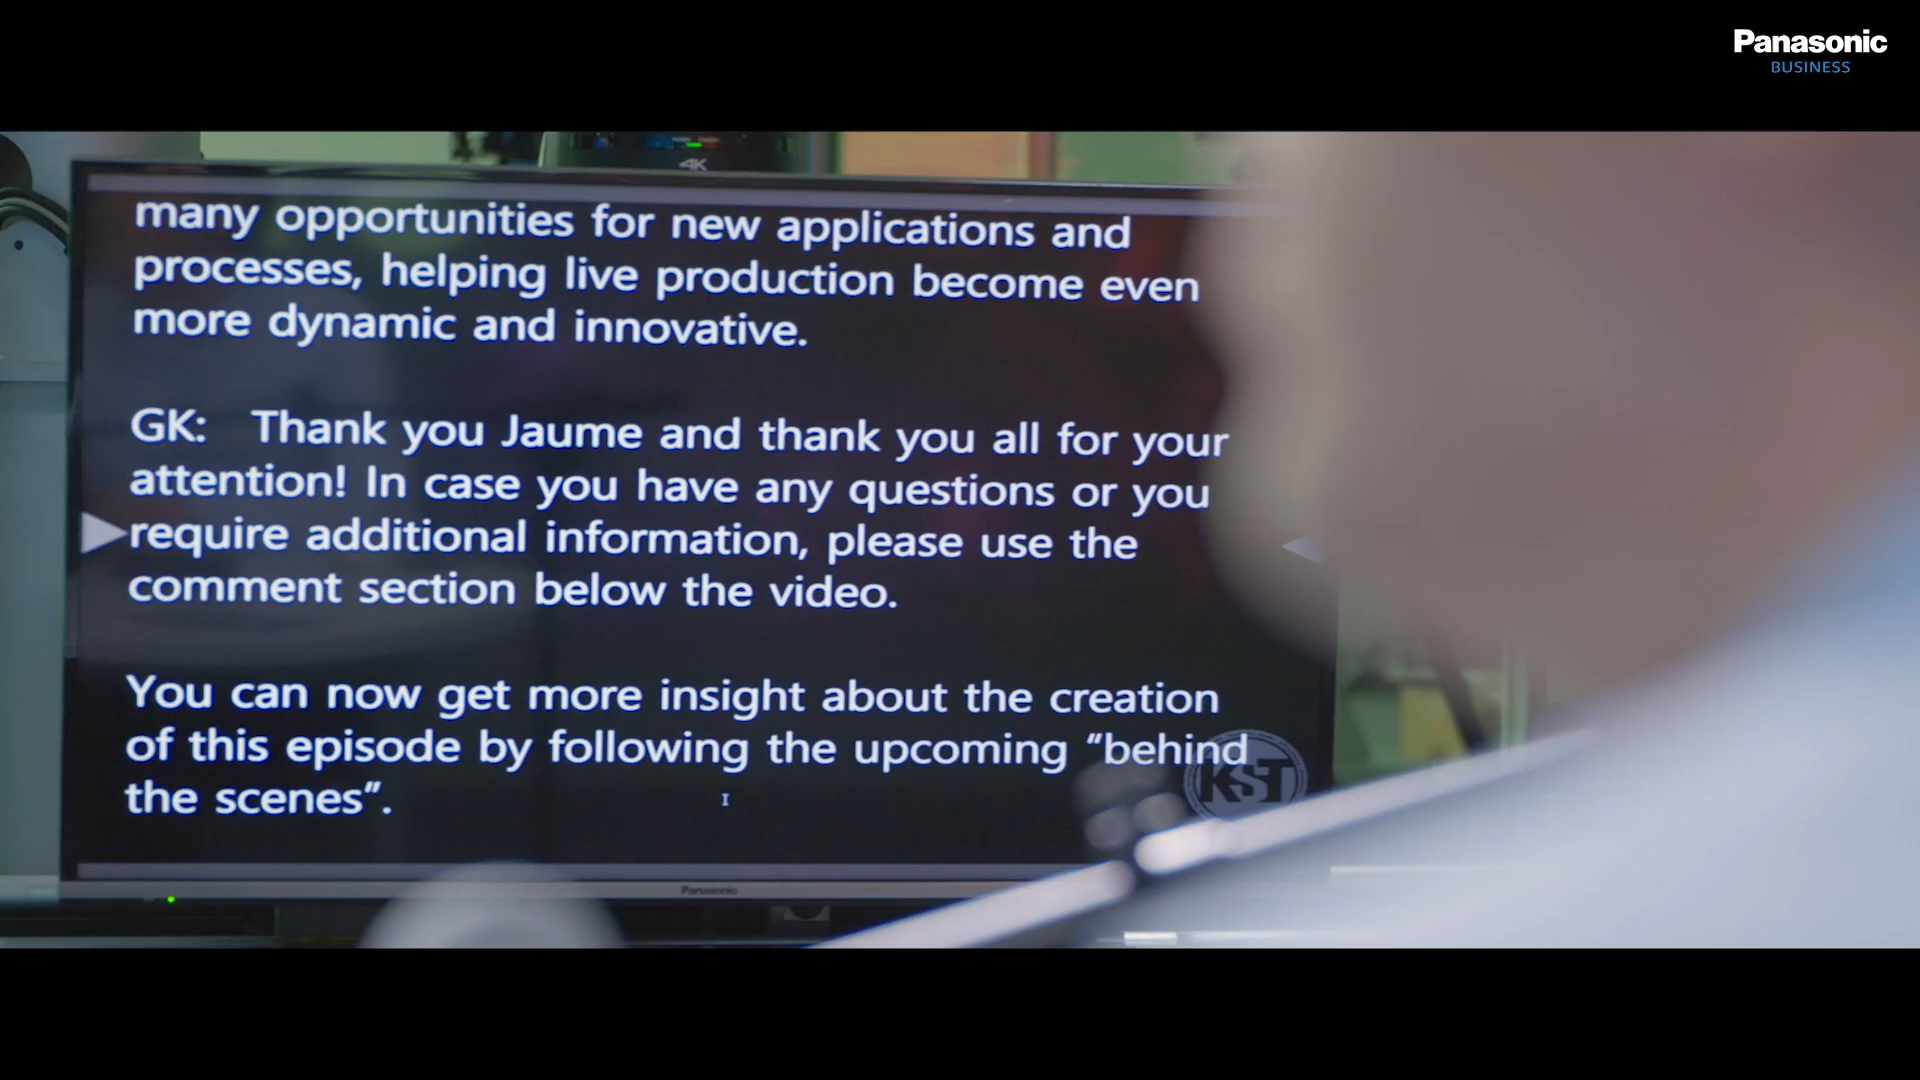 Panasonic
BUSINESS
4K
many opportunities for new applications and
processes, helping live production become even
more dynamic and innovative.
GK: Thank you Jaume and thank you all for your
attention! In case you have any questions or you
require additional information, please use the
comment section below the video.
You can now get more insight about the creation
of this episode by following the upcoming “behind
the scenes”.
KST
Panasonic